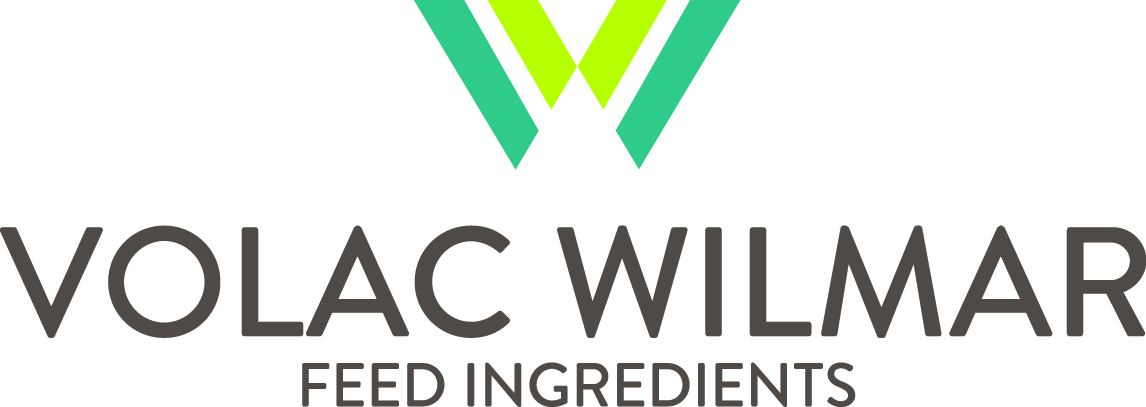 VOLAC WILMAR
FEED INGREDIENTS